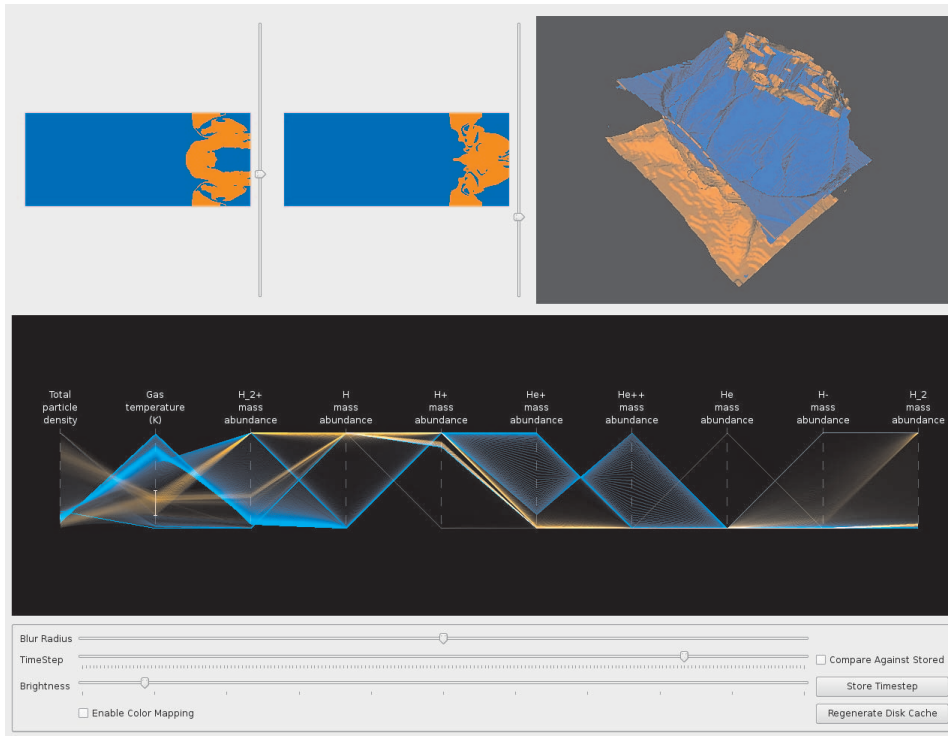 Total particle density
Gas temperature (K)
H_2+ mass abundance
H mass abundance
H+ mass abundance
He+ mass abundance
He++ mass abundance
He mass abundance
H- mass abundance
H_2 mass abundance
Blur Radius
TimeStep
Compare Against Stored
Brightness
Store Timestep
Enable Color Mapping
Regenerate Disk Cache